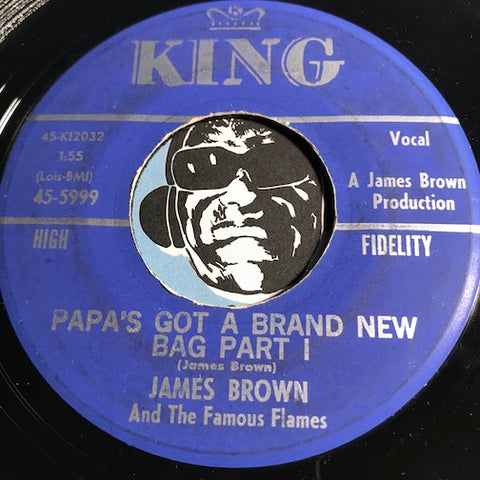 KING
45-K12032
1:55
(Lois-BMI)
45-5999
Vocal
A James Brown
Production
HIGH
FIDELITY
PAPA'S GOT A BRAND NEW
BAG PART I
(James Brown)
JAMES BROWN
And The Famous Flames